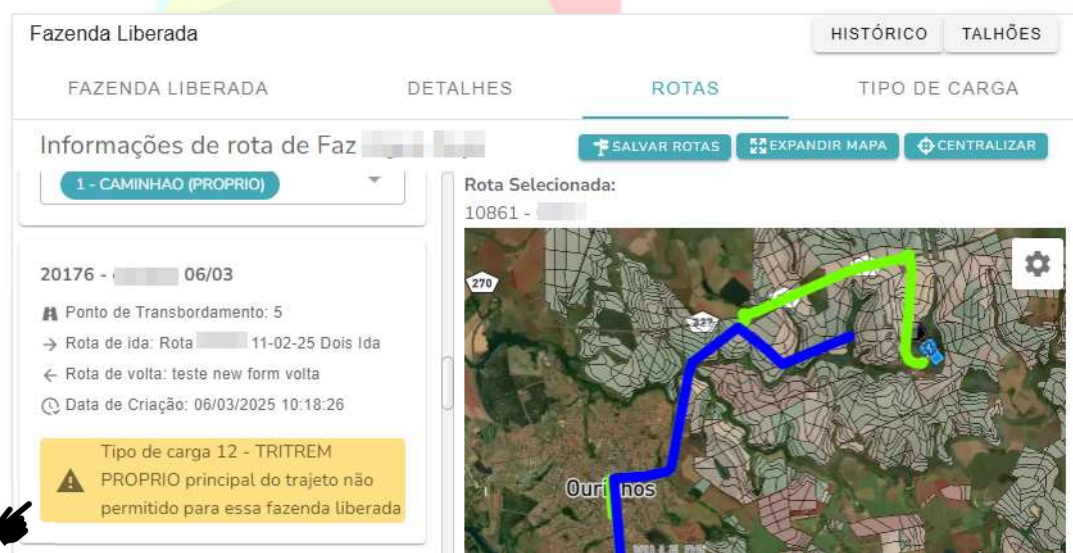 Fazenda Liberada
HISTÓRICO
TALHÕES
FAZENDA LIBERADA
DETALHES
ROTAS
TIPO DE CARGA
Informações de rota de Faz
SALVAR ROTAS
EXPANDIR MAPA
CENTRALIZAR
1 - CAMINHAO (PROPRIO)
20176 - 06/03
Ponto de Transbordamento: 5
Rota de ida: Rota 11-02-25 Dois Ida
Rota de volta: teste new form volta
Data de Criação: 06/03/2025 10:18:26
Tipo de carga 12 - TRITREM
PROPRIO principal do trajeto não
permitido para essa fazenda liberada
Rota Selecionada:
10861 -
270
327